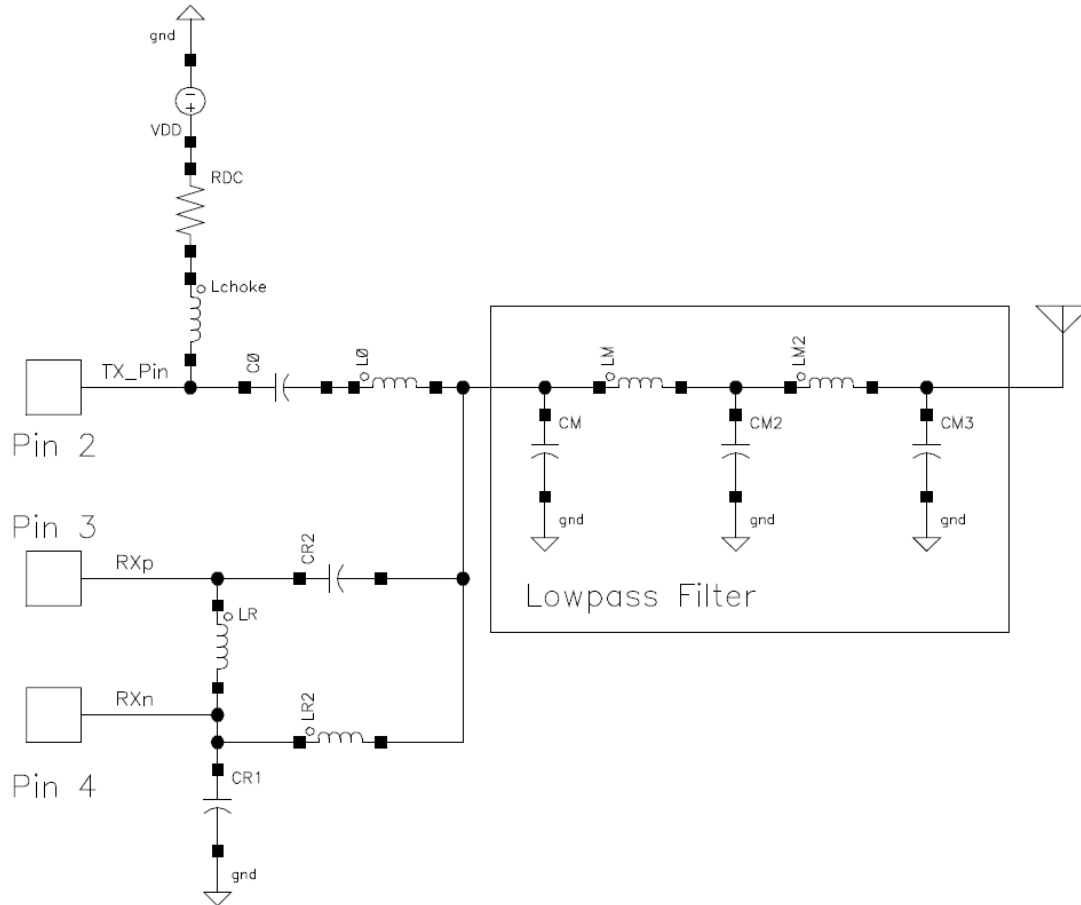 gnd
VDD
RDC
Lchoke
TX_Pin
C0
L0
LM
LM2
Pin 2
CM
CM2
CM3
gnd
gnd
gnd
Pin 3
RXp
CR2
Lowpass Filter
LR
RXn
LR2
Pin 4
CR1
gnd